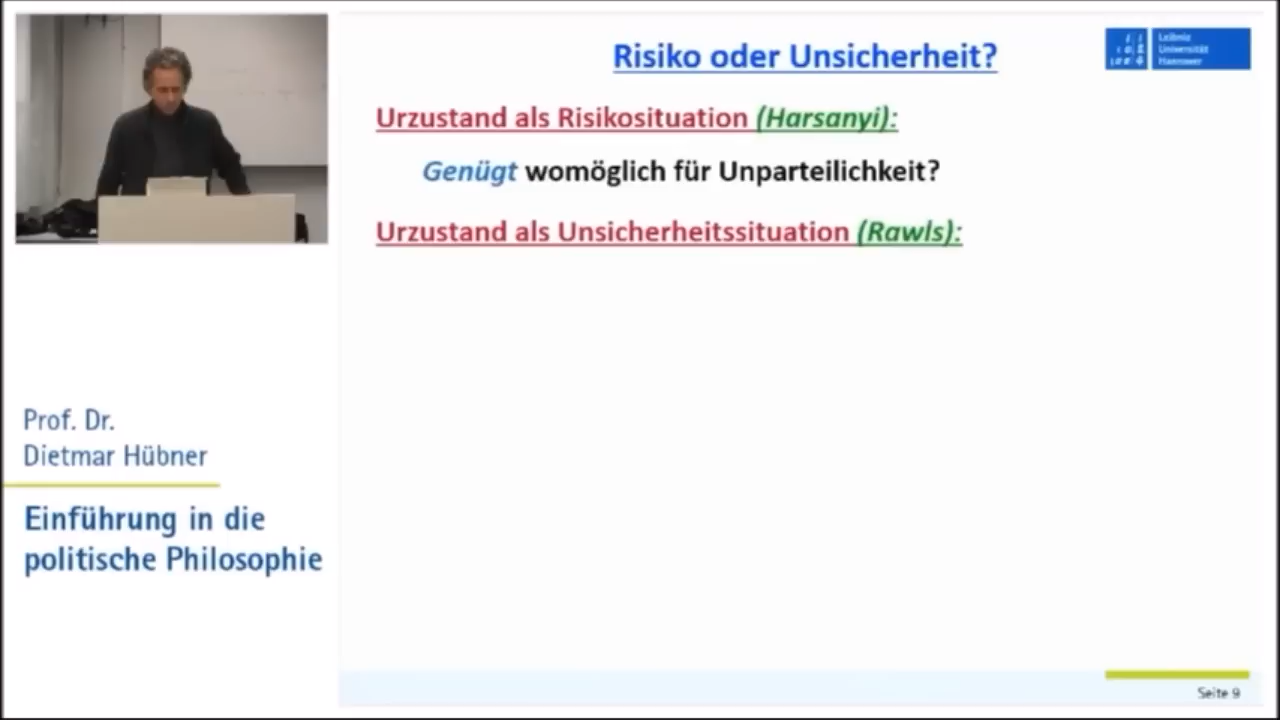 Risiko oder Unsicherheit?
Leibniz
Universität
Hannover
Urzustand als Risikosituation (Harsanyi):
Genügt womöglich für Unparteilichkeit?
Urzustand als Unsicherheitssituation (Rawls):
Prof. Dr.
Dietmar Hübner
Einführung in die
politische Philosophie
Seite 9